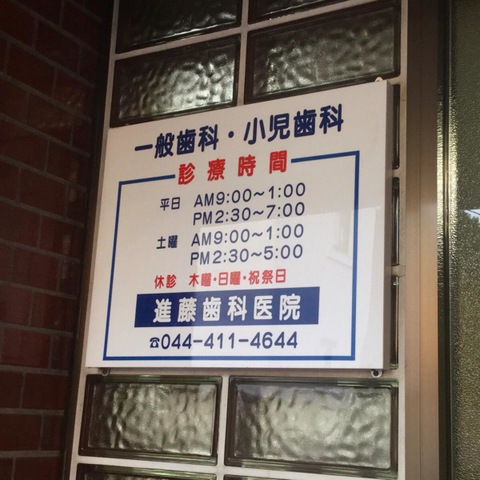 一般歯科・小児歯科
診療時間
平日 AM9:00～1:00
PM2:30～7:00
土曜 AM9:00～1:00
PM2:30～5:00
休診 木曜・日曜・祝祭日
進藤歯科医院
☎044-411-4644